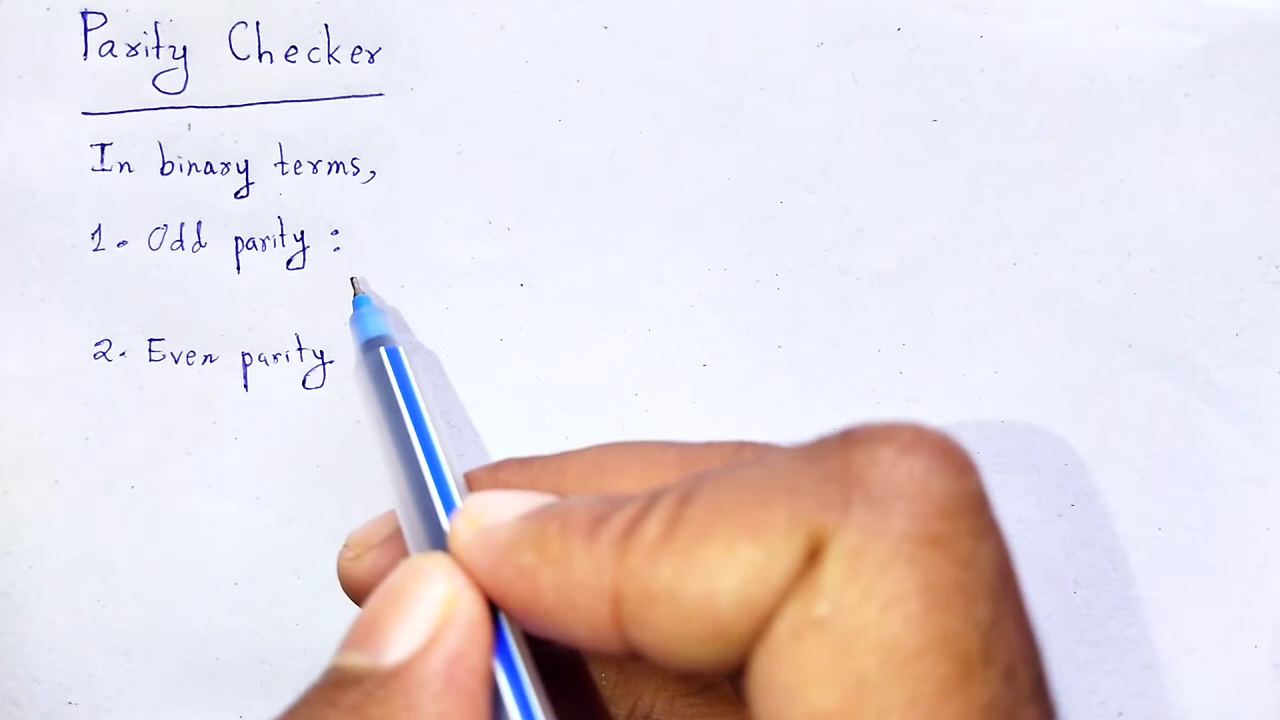 Parity Checker
In binary terms,
1. Odd parity :
2. Even parity